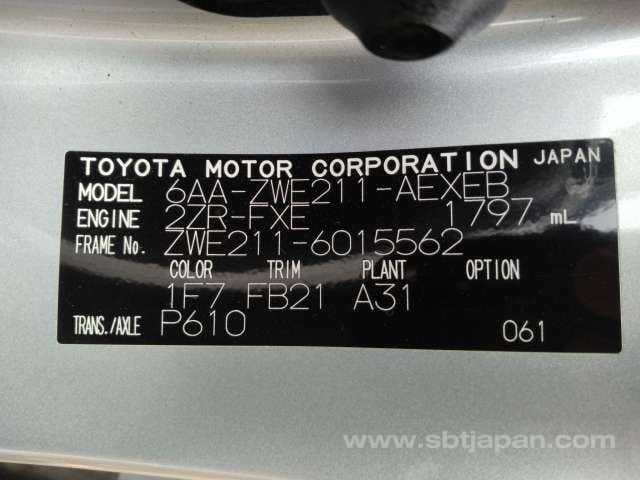 TOYOTA MOTOR CORPORATION JAPAN
MODEL 6AA-ZWE211-AEXEB
ENGINE 2ZR-FXE 1797 mL
FRAME No. ZWE211-6015562
COLOR TRIM PLANT OPTION
1F7 FB21 A31
TRANS./AXLE P610 061
www.sbtjapan.com